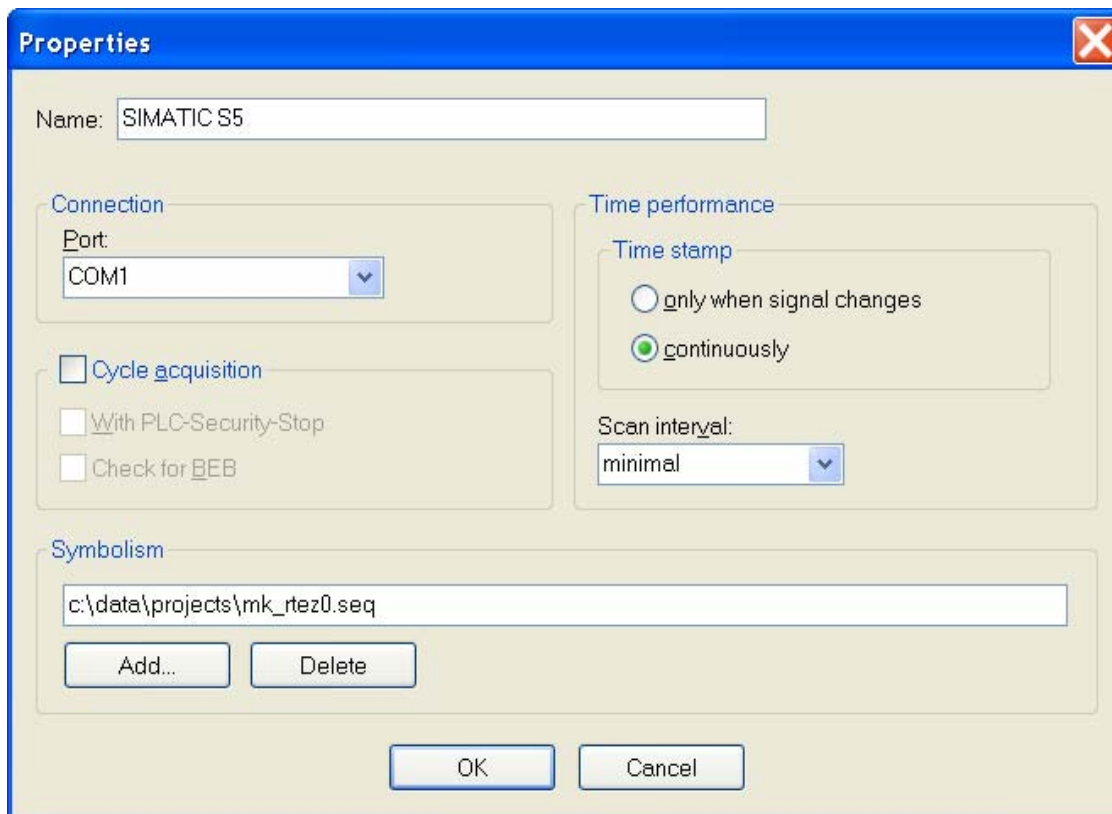 Properties
Name: SIMATIC S5
Connection
Port:
COM1
Cycle acquisition
With PLC-Security-Stop
Check for BEB
Time performance
Time stamp
only when signal changes
continuously
Scan interval:
minimal
Symbolism
c:\data\projects\mk_rtez0.seq
Add... Delete
OK Cancel